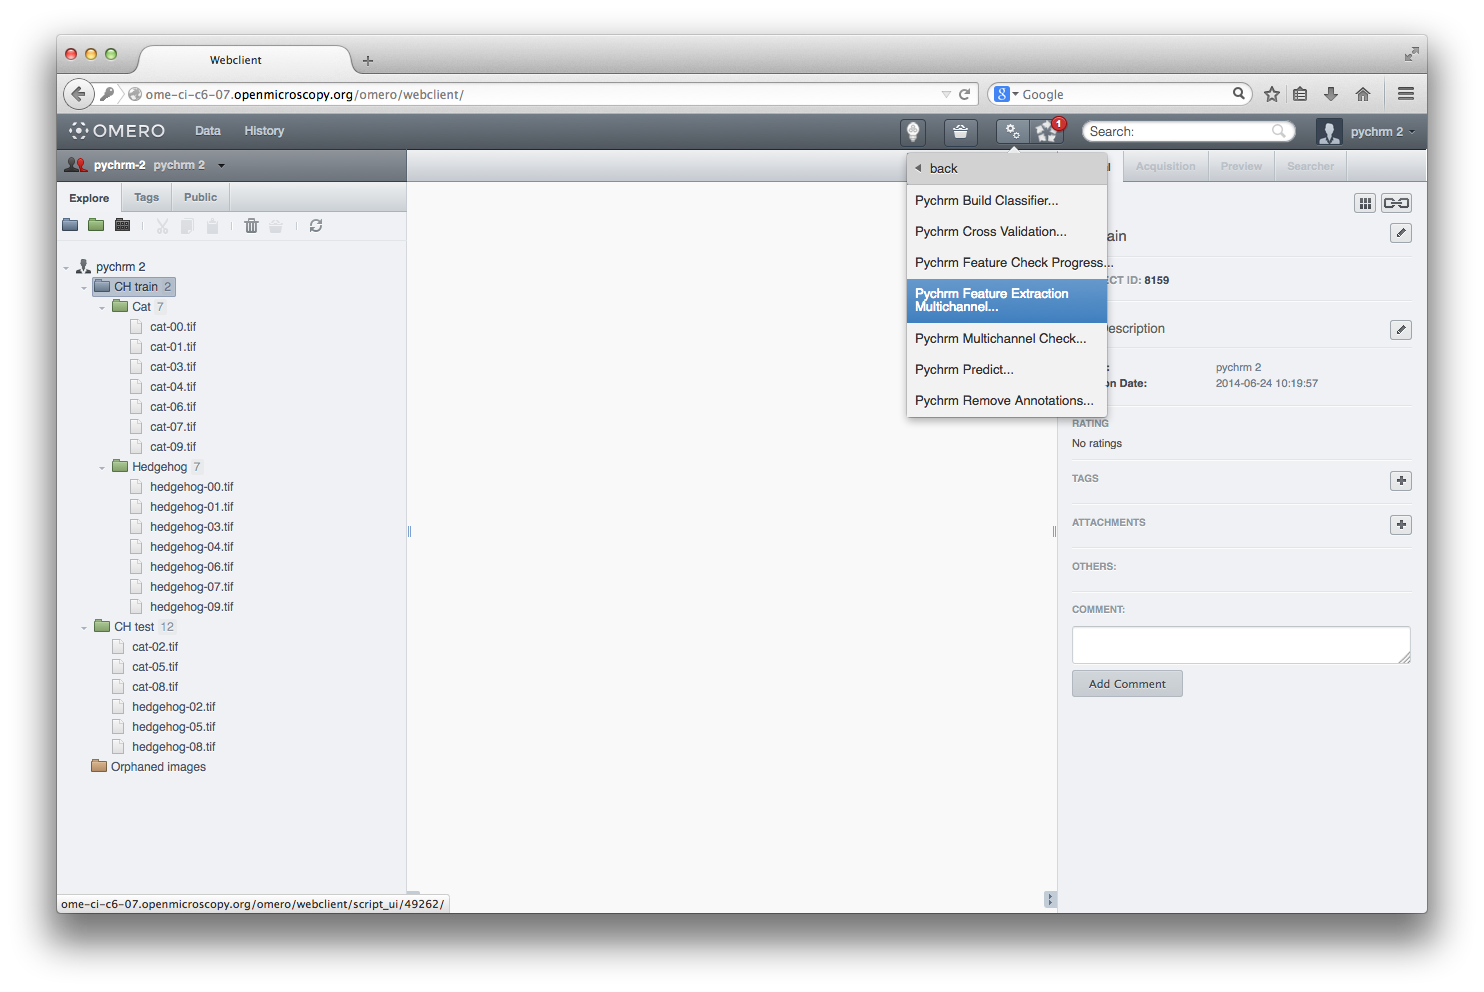 Webclient
ome-ci-c6-07.openmicroscopy.org/omero/webclient/
Google
OMERO
Data
History
1
Search:
pychrm 2
pychrm-2 pychrm 2
Explore
Tags
Public
pychrm 2
CH train 2
Cat 7
cat-00.tif
cat-01.tif
cat-03.tif
cat-04.tif
cat-06.tif
cat-07.tif
cat-09.tif
Hedgehog 7
hedgehog-00.tif
hedgehog-01.tif
hedgehog-03.tif
hedgehog-04.tif
hedgehog-06.tif
hedgehog-07.tif
hedgehog-09.tif
CH test 12
cat-02.tif
cat-05.tif
cat-08.tif
hedgehog-02.tif
hedgehog-05.tif
hedgehog-08.tif
Orphaned images
ome-ci-c6-07.openmicroscopy.org/omero/webclient/script_ui/49262/
back
Pychrm Build Classifier...
Pychrm Cross Validation...
Pychrm Feature Check Progress...
Pychrm Feature Extraction
Multichannel...
Pychrm Multichannel Check...
Pychrm Predict...
Pychrm Remove Annotations...
Acquisition
Preview
Searcher
ain
ECT ID: 8159
escription
: pychrm 2
on Date: 2014-06-24 10:19:57
RATING
No ratings
TAGS
ATTACHMENTS
OTHERS:
COMMENT:
Add Comment